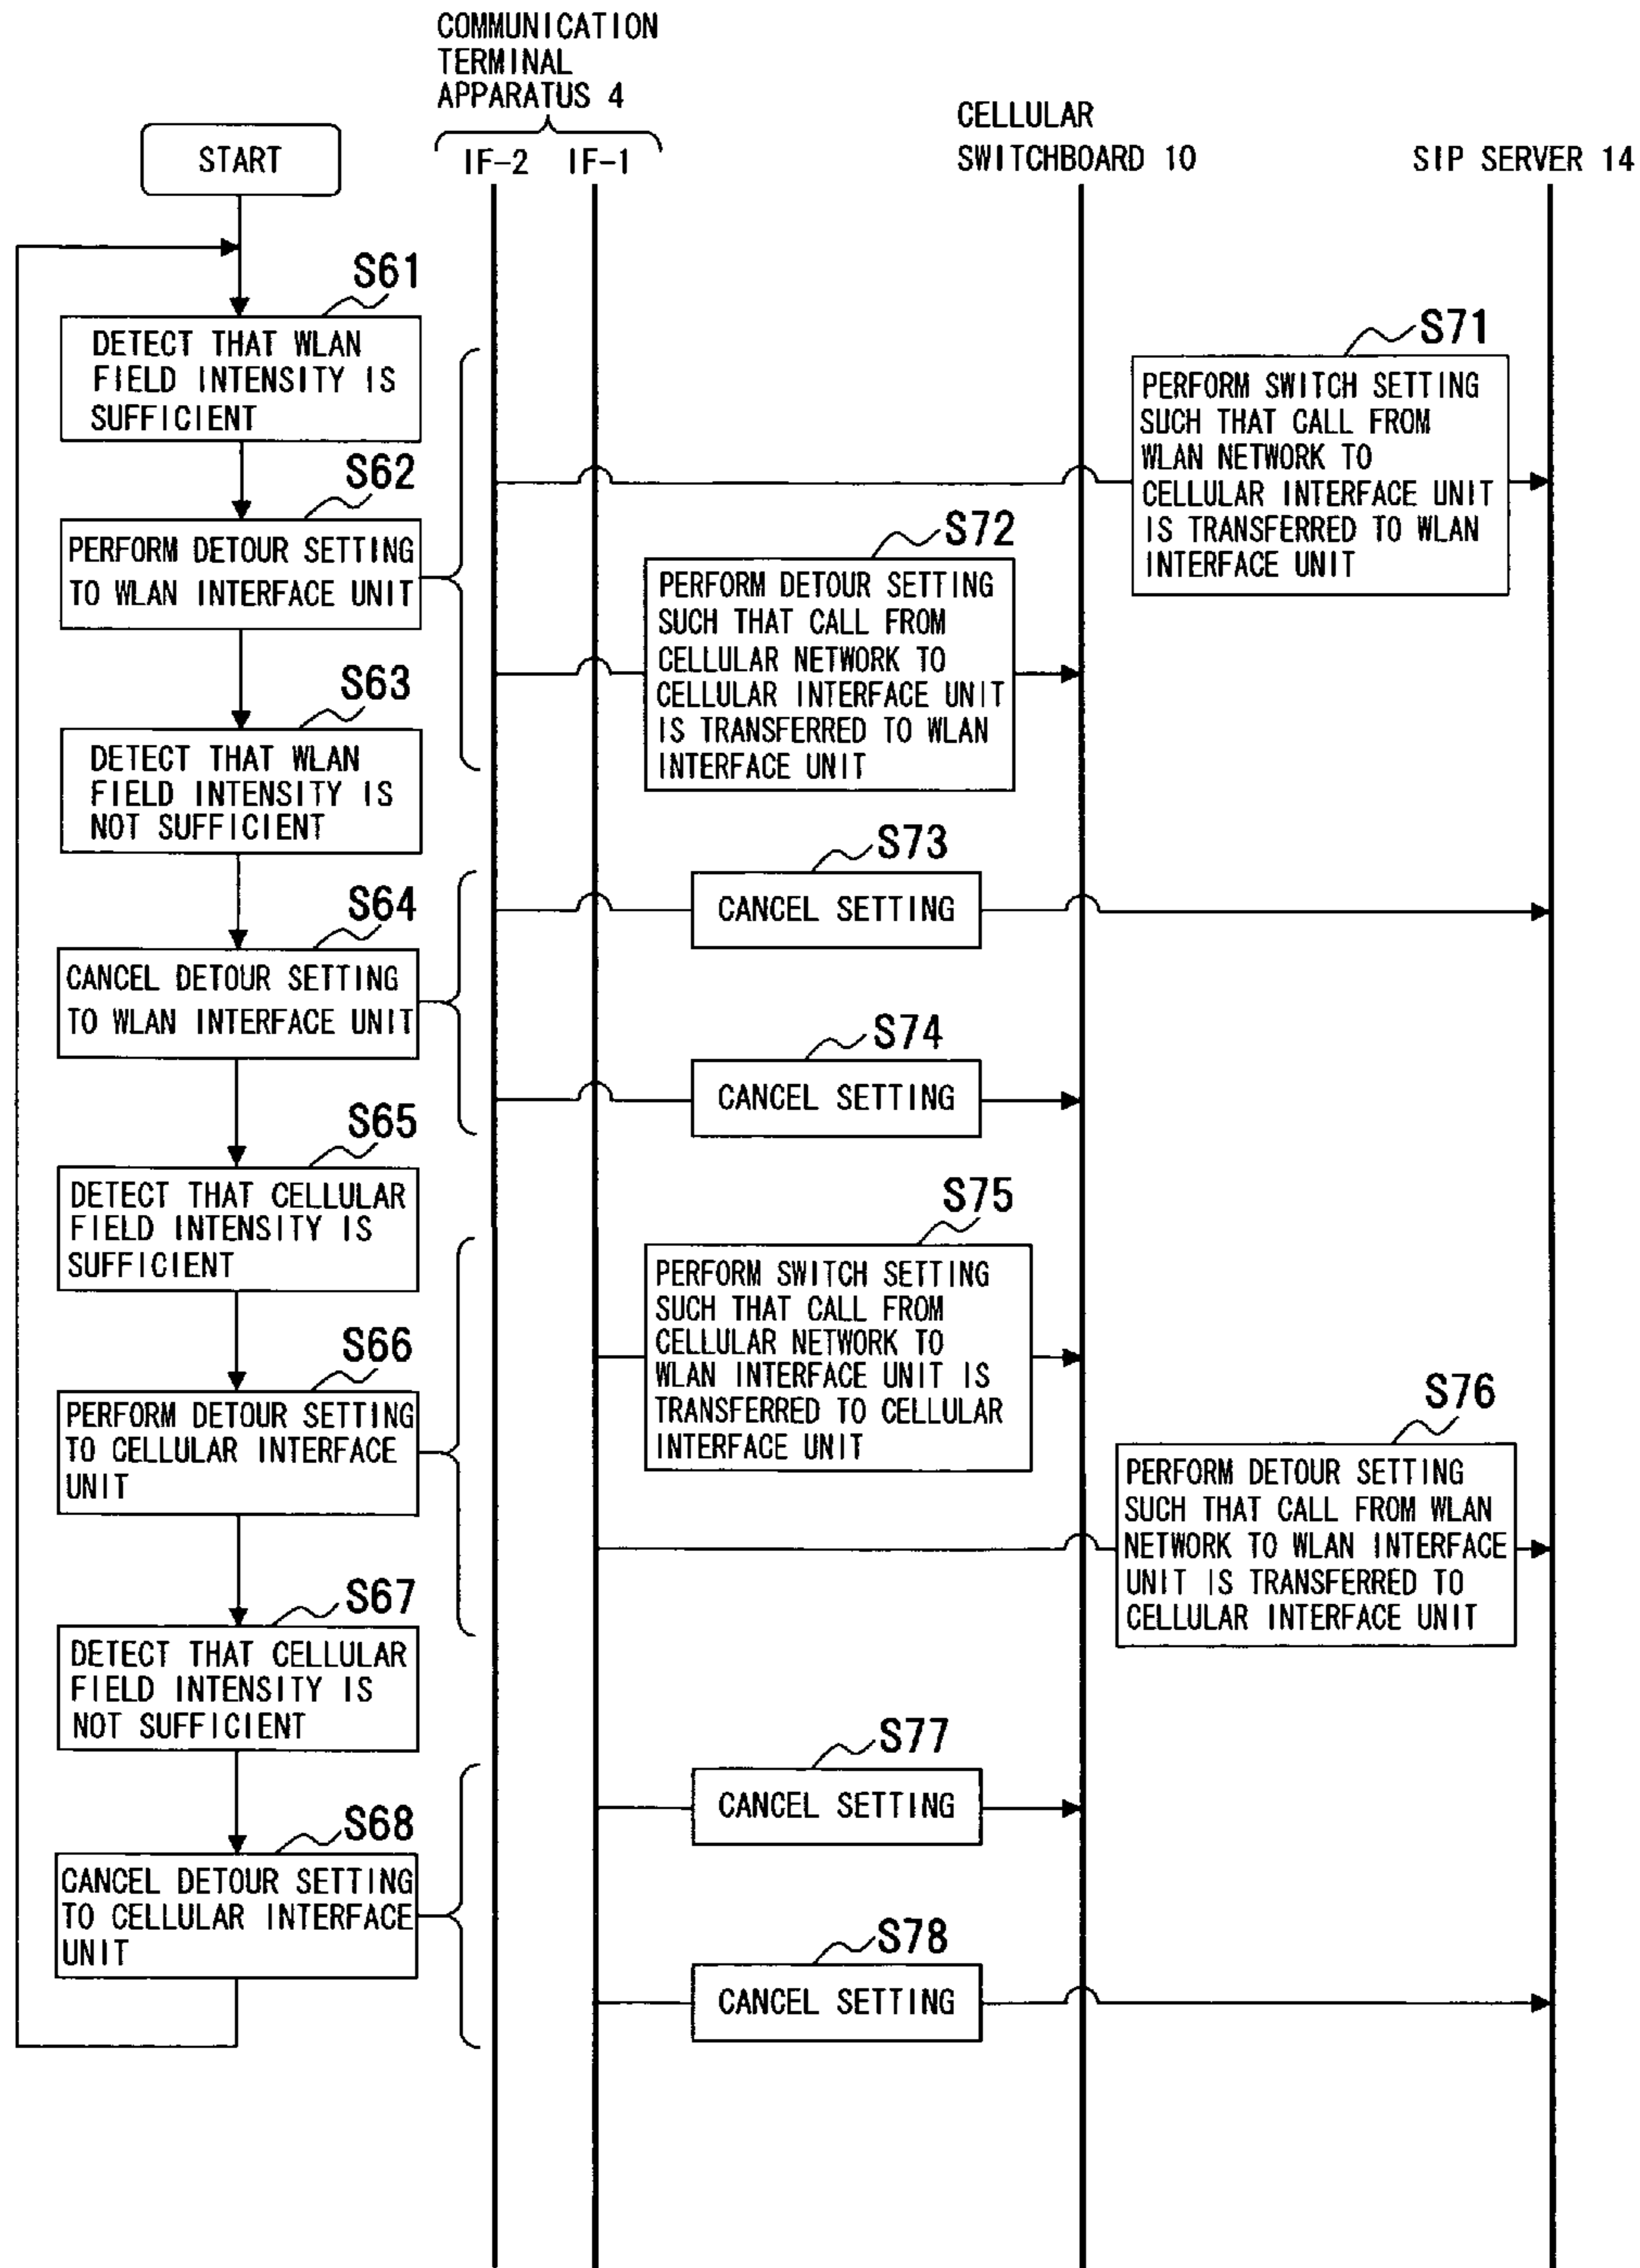 COMMUNICATION
TERMINAL
APPARATUS 4
IF-2 IF-1
CELLULAR
SWITCHBOARD 10
SIP SERVER 14
START
S61
DETECT THAT WLAN
FIELD INTENSITY IS
SUFFICIENT
S62
PERFORM DETOUR SETTING
TO WLAN INTERFACE UNIT
S63
DETECT THAT WLAN
FIELD INTENSITY IS
NOT SUFFICIENT
S64
CANCEL DETOUR SETTING
TO WLAN INTERFACE UNIT
S65
DETECT THAT CELLULAR
FIELD INTENSITY IS
SUFFICIENT
S66
PERFORM DETOUR SETTING
TO CELLULAR INTERFACE
UNIT
S67
DETECT THAT CELLULAR
FIELD INTENSITY IS
NOT SUFFICIENT
S68
CANCEL DETOUR SETTING
TO CELLULAR INTERFACE
UNIT
S71
PERFORM SWITCH SETTING
SUCH THAT CALL FROM
WLAN NETWORK TO
CELLULAR INTERFACE UNIT
IS TRANSFERRED TO WLAN
INTERFACE UNIT
S72
PERFORM DETOUR SETTING
SUCH THAT CALL FROM
CELLULAR NETWORK TO
CELLULAR INTERFACE UNIT
IS TRANSFERRED TO WLAN
INTERFACE UNIT
S73
CANCEL SETTING
S74
CANCEL SETTING
S75
PERFORM SWITCH SETTING
SUCH THAT CALL FROM
CELLULAR NETWORK TO
WLAN INTERFACE UNIT IS
TRANSFERRED TO CELLULAR
INTERFACE UNIT
S76
PERFORM DETOUR SETTING
SUCH THAT CALL FROM WLAN
NETWORK TO WLAN INTERFACE
UNIT IS TRANSFERRED TO
CELLULAR INTERFACE UNIT
S77
CANCEL SETTING
S78
CANCEL SETTING